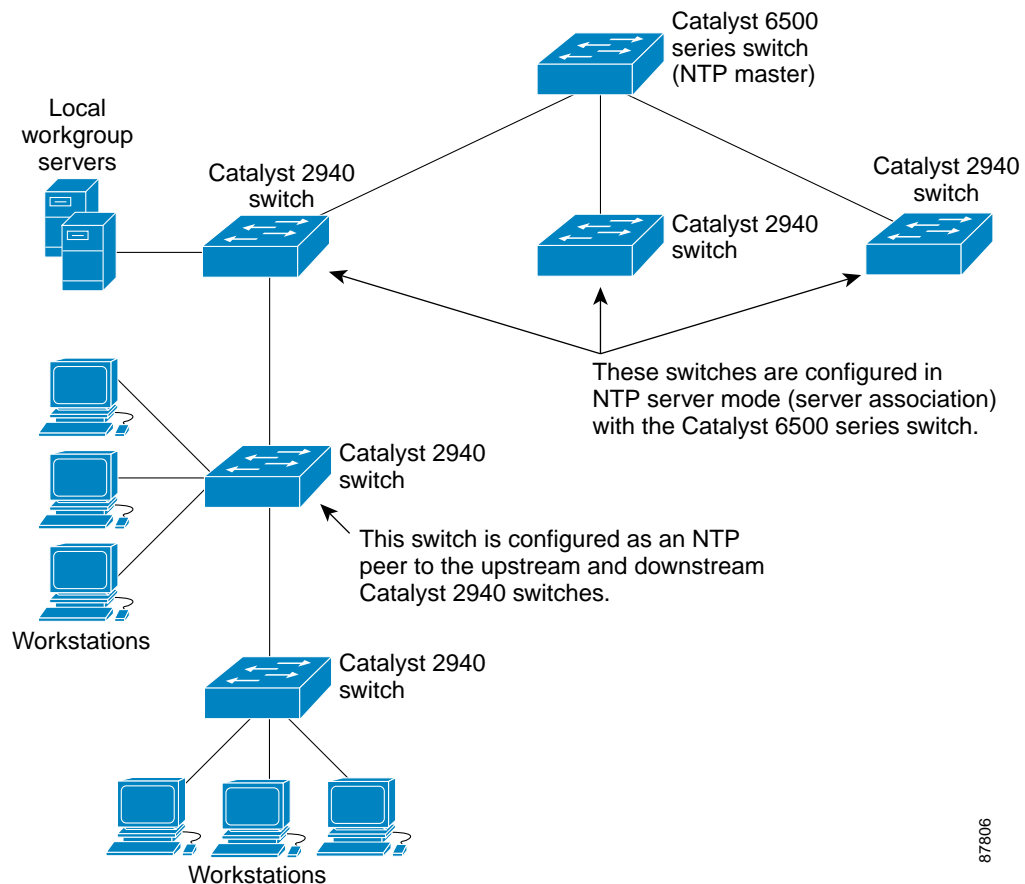 Catalyst 6500
series switch
(NTP master)
Local
workgroup
servers
Catalyst 2940
switch
Catalyst 2940
switch
Catalyst 2940
switch
These switches are configured in
NTP server mode (server association)
with the Catalyst 6500 series switch.
Catalyst 2940
switch
This switch is configured as an NTP
peer to the upstream and downstream
Catalyst 2940 switches.
Workstations
Catalyst 2940
switch
Workstations
87806